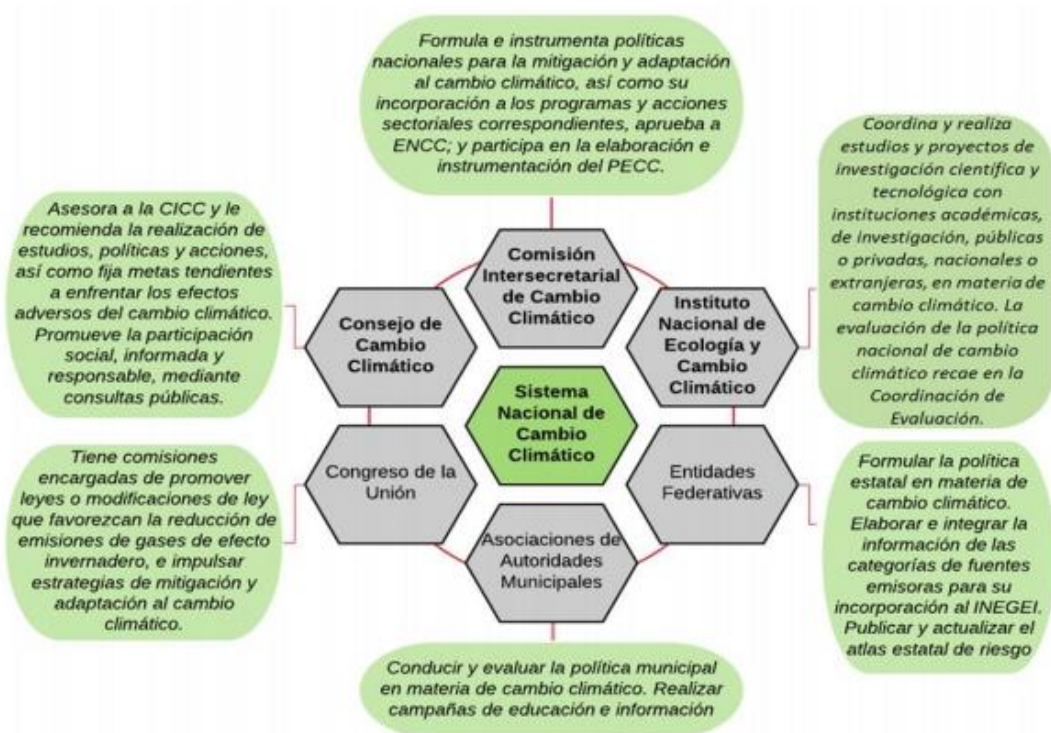 Formula e instrumenta políticas
nacionales para la mitigación y adaptación
al cambio climático, así como su
incorporación a los programas y acciones
sectoriales correspondientes, aprueba a
ENCC; y participa en la elaboración e
instrumentación del PECC.
Asesora a la CICC y le
recomienda la realización de
estudios, políticas y acciones,
así como fija metas tendientes
a enfrentar los efectos
adversos del cambio climático.
Promueve la participación
social, informada y
responsable, mediante
consultas públicas.
Comisión
Intersecretarial
de Cambio
Climático
Coordina y realiza
estudios y proyectos de
investigación científica y
tecnológica con
instituciones académicas,
de investigación, públicas
o privadas, nacionales o
extranjeras, en materia de
cambio climático. La
evaluación de la política
nacional de cambio
climático recae en la
Coordinación de
Evaluación.
Consejo de
Cambio
Climático
Instituto
Nacional de
Ecología y
Cambio
Climático
Sistema
Nacional de
Cambio
Climático
Tiene comisiones
encargadas de promover
leyes o modificaciones de ley
que favorezcan la reducción de
emisiones de gases de efecto
invernadero, e impulsar
estrategias de mitigación y
adaptación al cambio
climático.
Congreso de la
Unión
Entidades
Federativas
Formular la política
estatal en materia de
cambio climático.
Elaborar e integrar la
información de las
categorías de fuentes
emisoras para su
incorporación al INEGEI.
Publicar y actualizar el
atlas estatal de riesgo
Asociaciones de
Autoridades
Municipales
Conducir y evaluar la política municipal
en materia de cambio climático. Realizar
campañas de educación e información